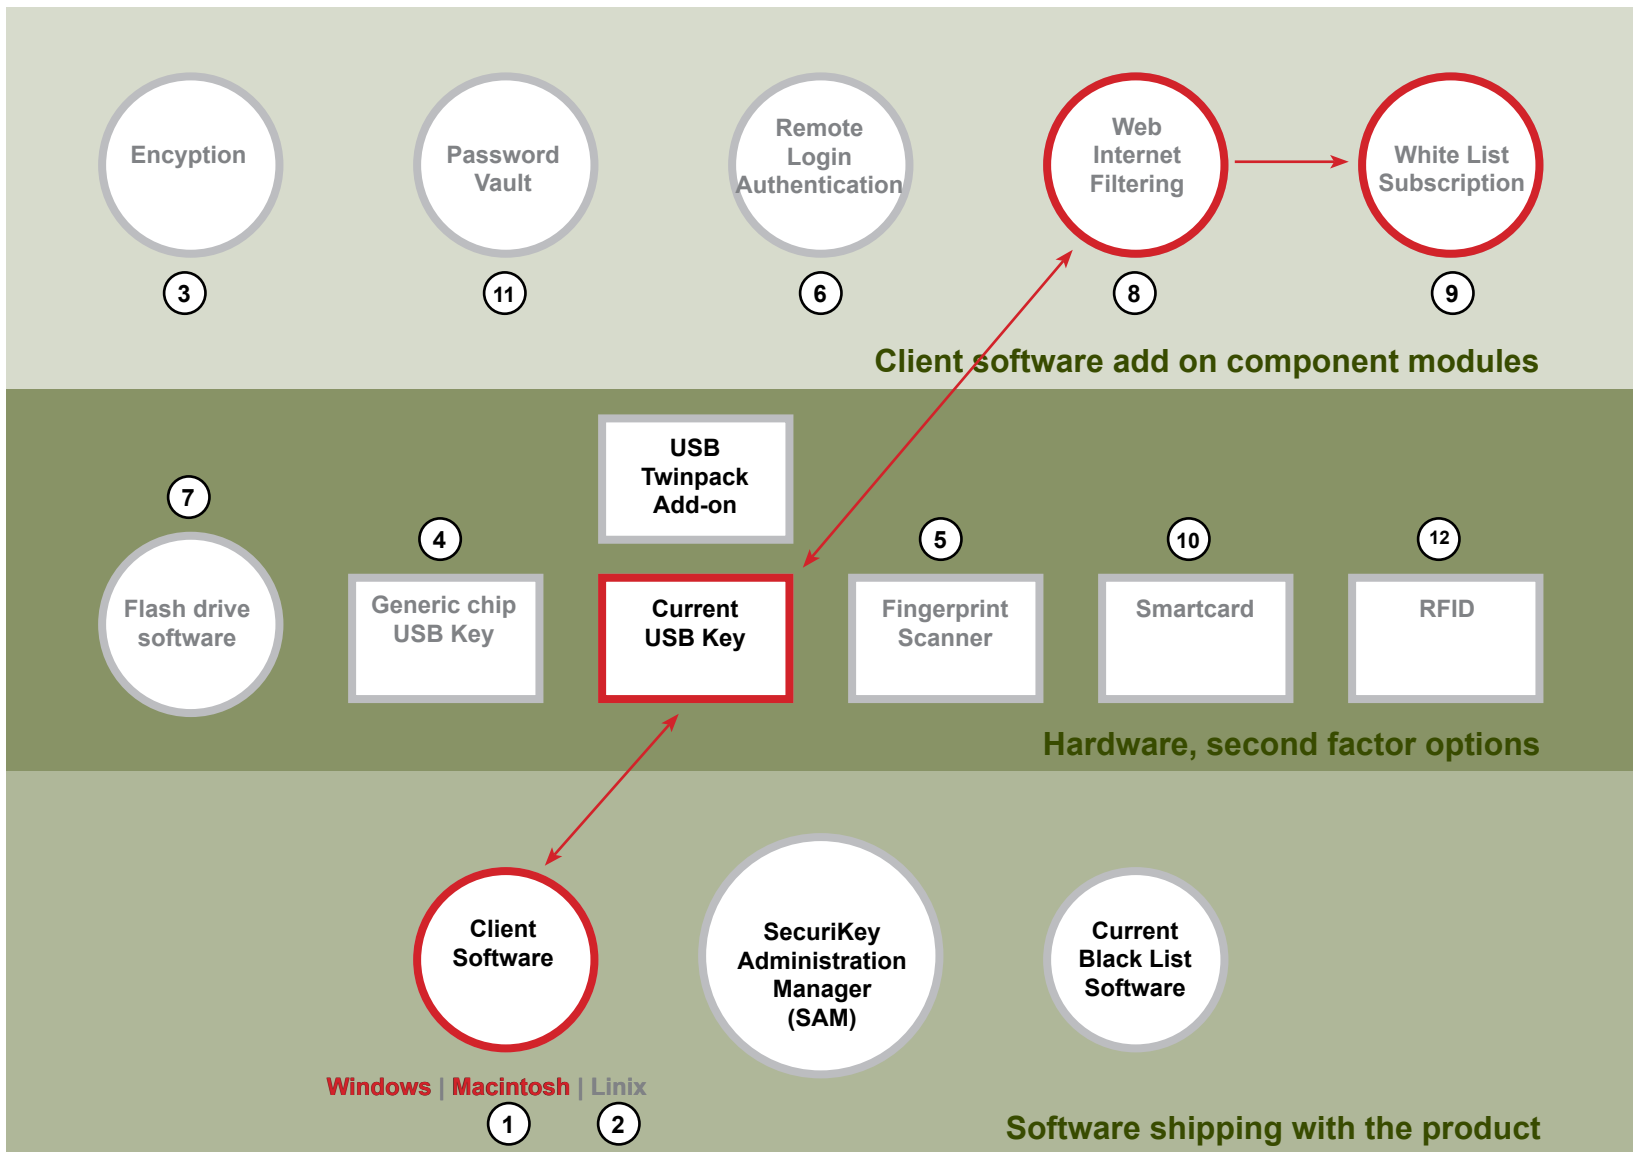 Encyption
Password
Vault
Remote
Login
Authentication
Web
Internet
Filtering
White List
Subscription
3
11
6
8
9
Client software add on component modules
USB
Twinpack
Add-on
7
4
5
10
12
Flash drive
software
Generic chip
USB Key
Current
USB Key
Fingerprint
Scanner
Smartcard
RFID
Hardware, second factor options
Client
Software
SecuriKey
Administration
Manager
(SAM)
Current
Black List
Software
Windows | Macintosh | Linix
1
2
Software shipping with the product